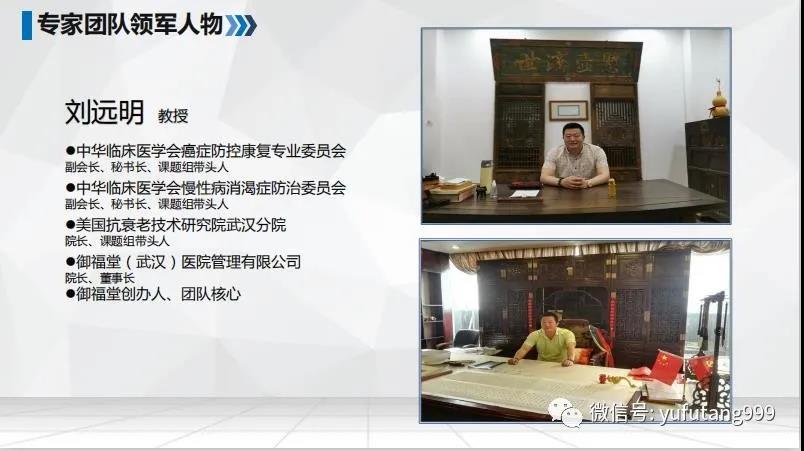 专家团队领军人物
刘远明 教授
●中华临床医学会癌症防控康复专业委员会
副会长、秘书长、课题组带头人
●中华临床医学会慢性病消渴症防治委员会
副会长、秘书长、课题组带头人
●美国抗衰老技术研究院武汉分院
院长、课题组带头人
●御福堂（武汉）医院管理有限公司
院长、董事长
●御福堂创办人、团队核心
世濟壺懸
微信号: yufutang999